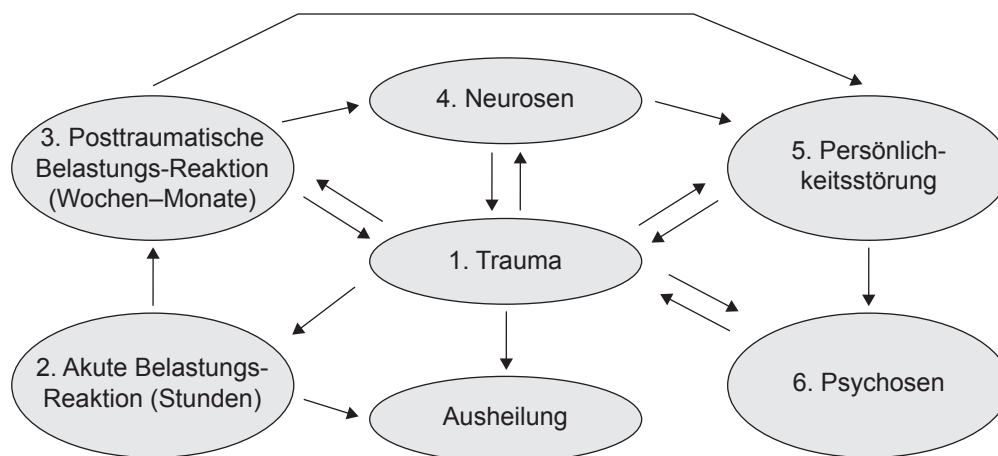 4. Neurosen
3. Posttraumatische
Belastungs-Reaktion
(Wochen–Monate)
5. Persönlich-
keitsstörung
1. Trauma
2. Akute Belastungs-
Reaktion (Stunden)
Ausheilung
6. Psychosen